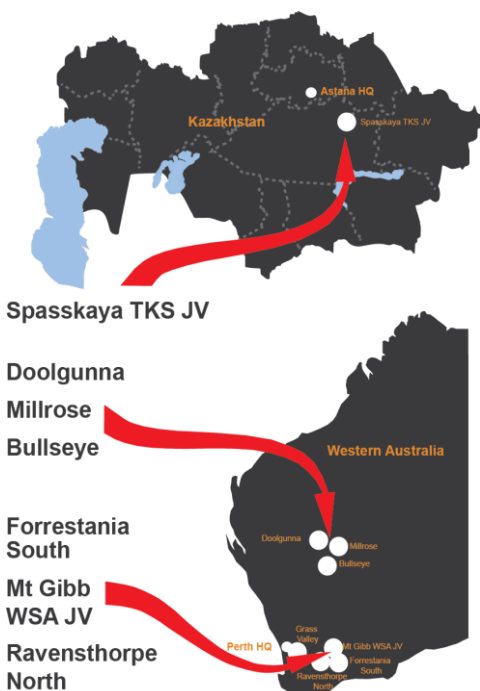 Astana HQ
Kazakhstan
Spasskaya TKS JV
Spasskaya TKS JV
Doolgunna
Millrose
Bullseye
Western Australia
Doolgunna
Millrose
Bullseye
Forrestania
South
Mt Gibb
WSA JV
Ravensthorpe
North
Grass
Valley
Perth HQ
Mt Gibb WSA JV
Forrestania
South
Ravensthorpe
North